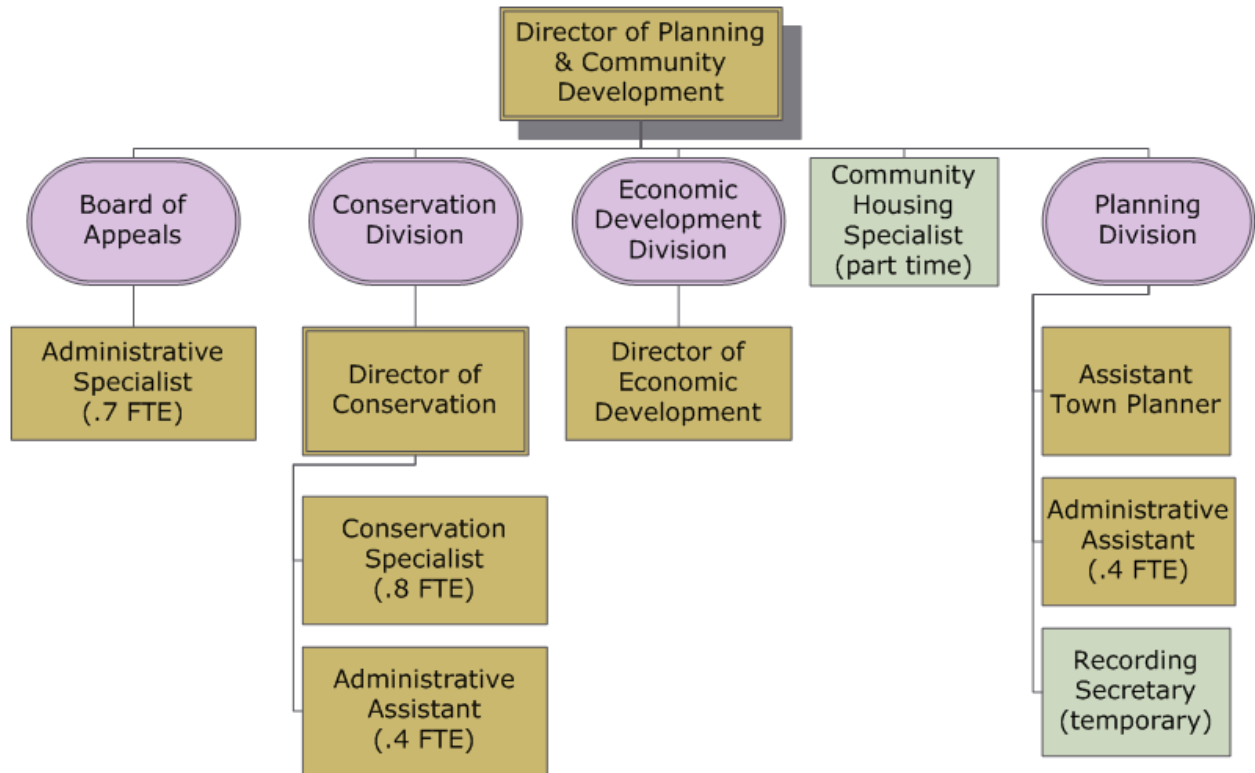 Director of Planning
& Community
Development
Board of
Appeals
Conservation
Division
Economic
Development
Division
Community
Housing
Specialist
(part time)
Planning
Division
Administrative
Specialist
(.7 FTE)
Director of
Conservation
Director of
Economic
Development
Assistant
Town Planner
Conservation
Specialist
(.8 FTE)
Administrative
Assistant
(.4 FTE)
Administrative
Assistant
(.4 FTE)
Recording
Secretary
(temporary)